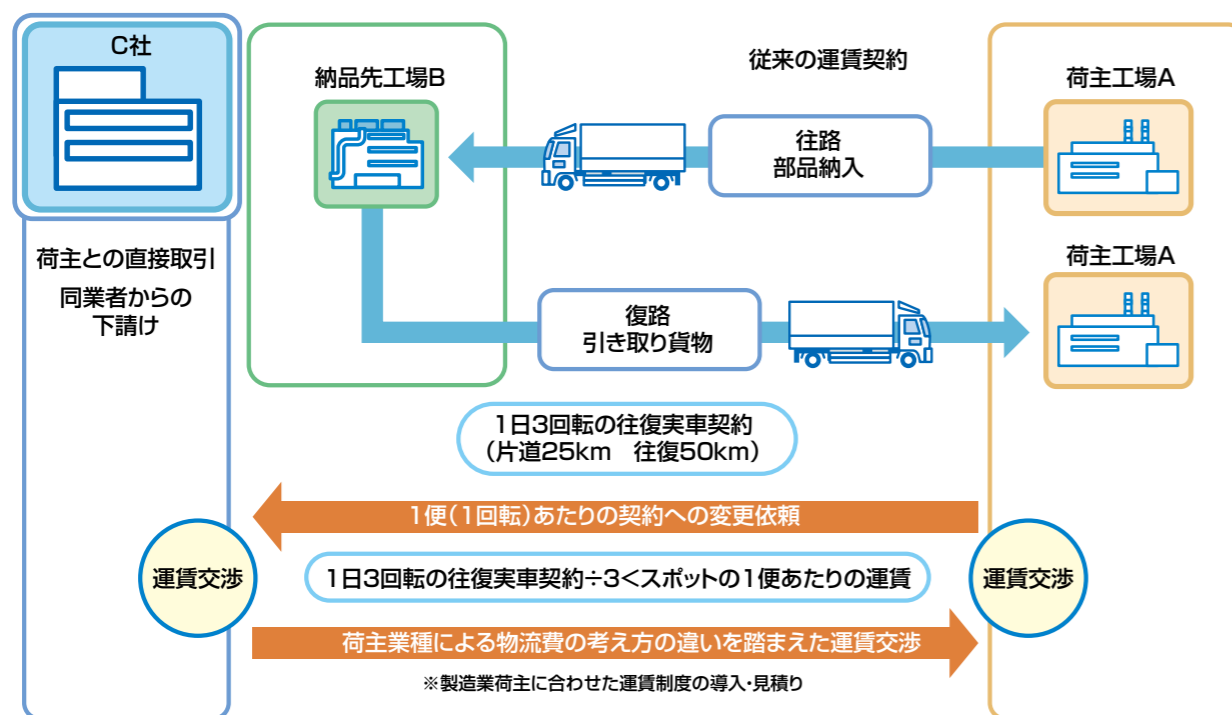 C社
荷主との直接取引
同業者からの
下請け
納品先工場B
従来の運賃契約
荷主工場A
往路
部品納入
荷主工場A
復路
引き取り貨物
1日3回転の往復実車契約
（片道25km　往復50km）
1便（1回転）あたりの契約への変更依頼
運賃交渉
1日3回転の往復実車契約÷3＜スポットの1便あたりの運賃
運賃交渉
荷主業種による物流費の考え方の違いを踏まえた運賃交渉
※製造業荷主に合わせた運賃制度の導入・見積り